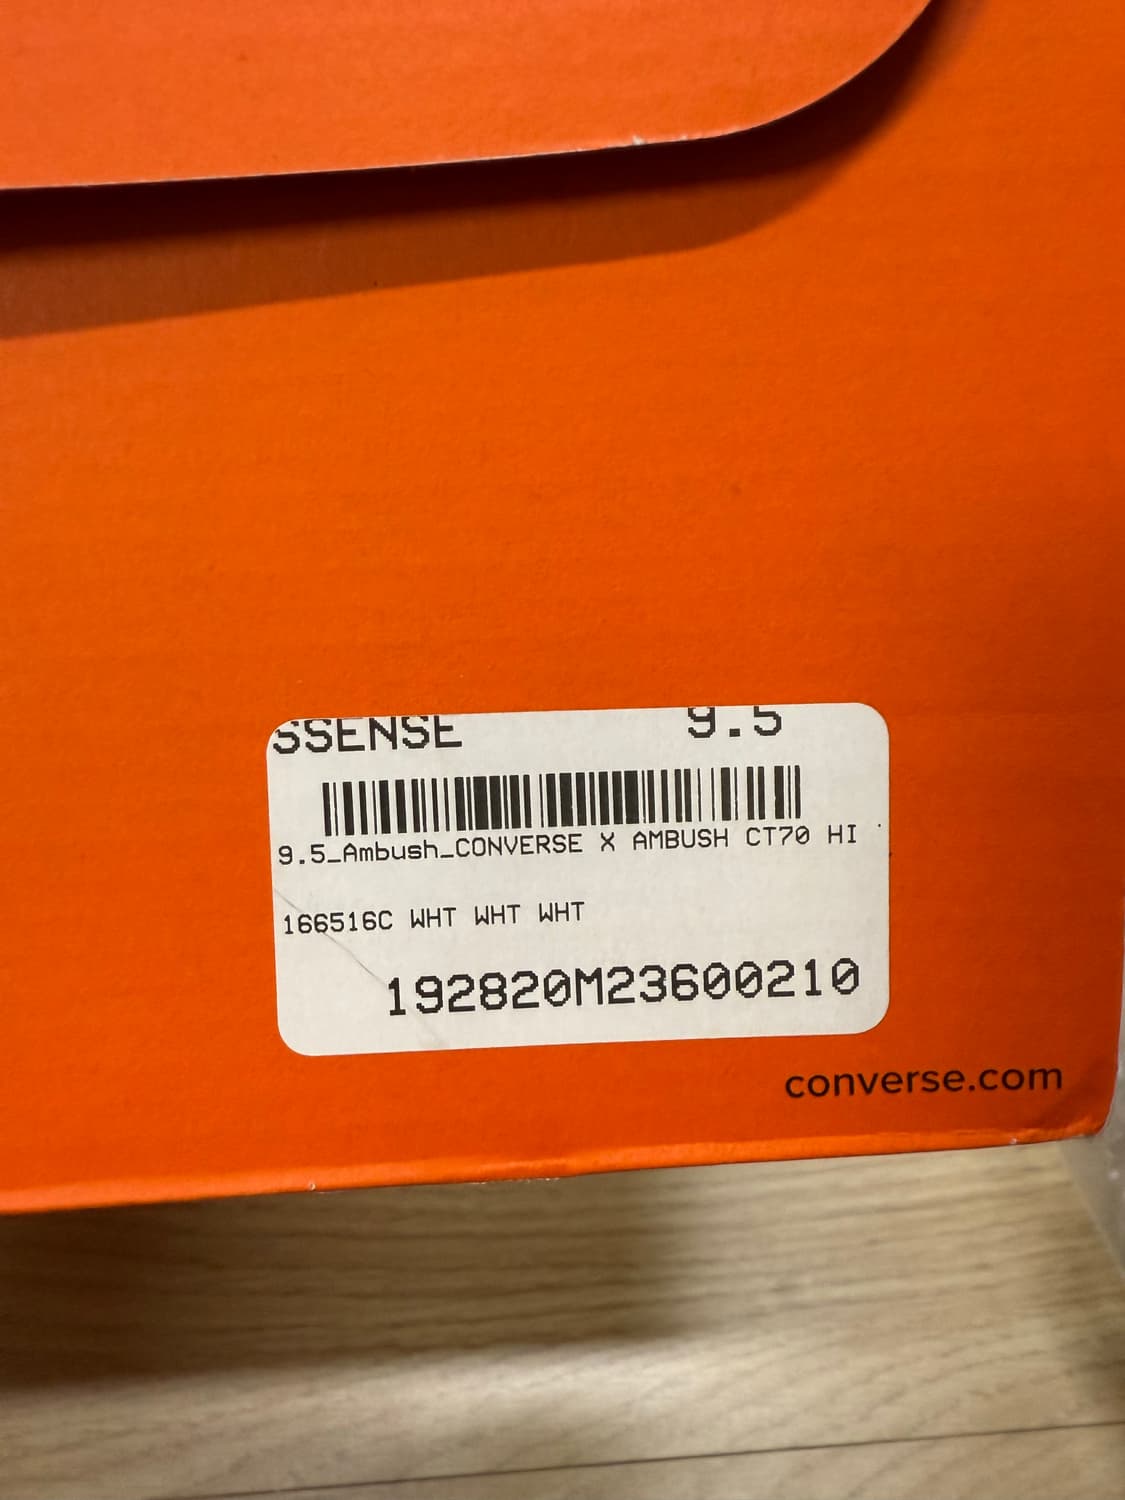 SSENSE 9.5
9.5_Ambush_CONVERSE X AMBUSH CT70 HI
166516C WHT WHT WHT
192820M23600210
converse.com